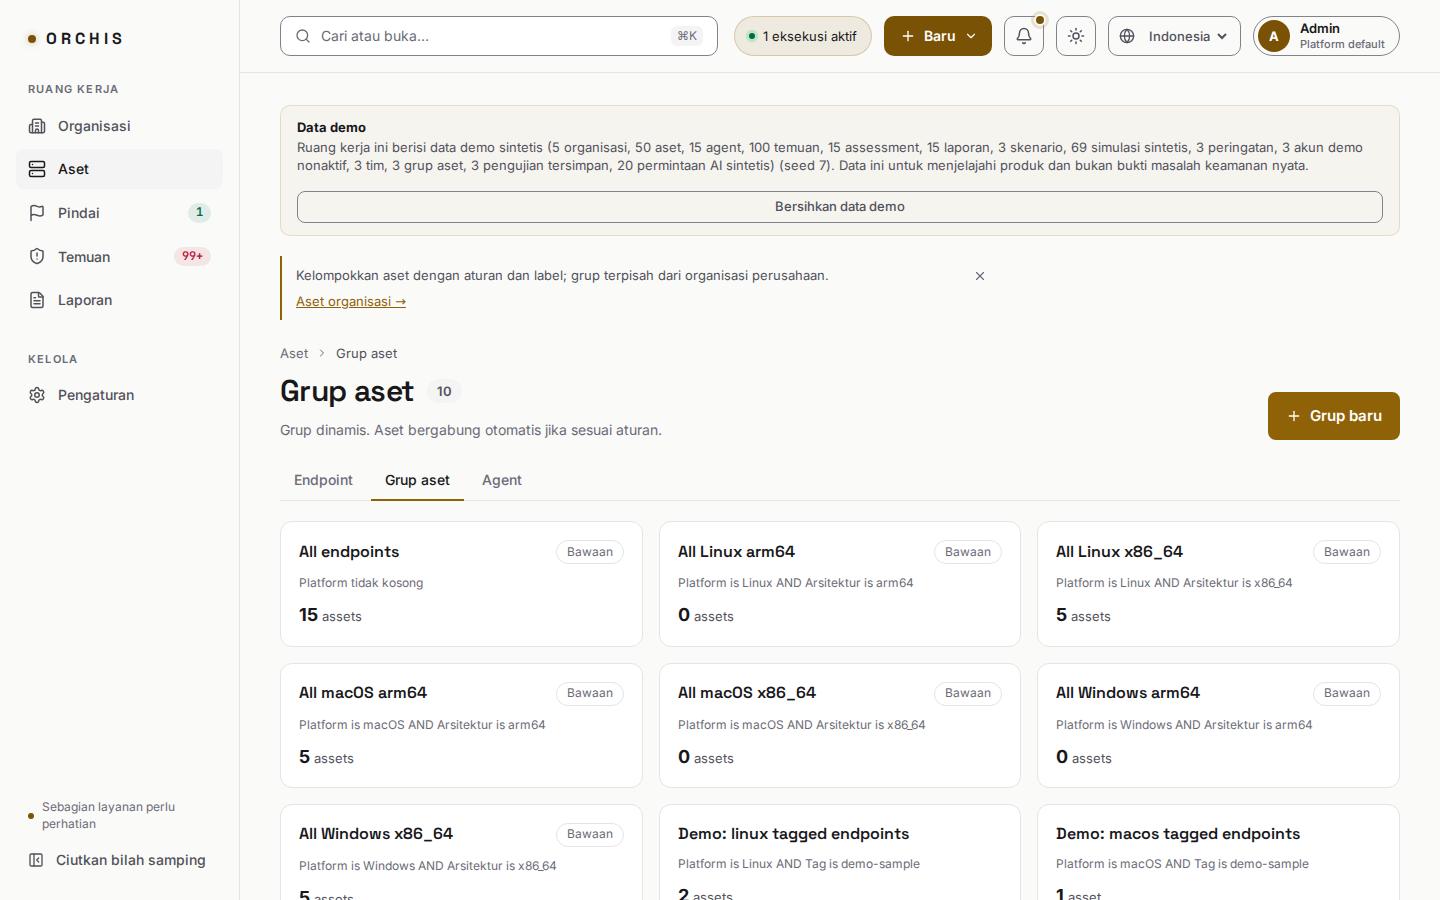 ORCHIS
RUANG KERJA
Organisasi
Aset
Pindai
1
Temuan
99+
Laporan
KELOLA
Pengaturan
Sebagian layanan perlu
perhatian
Ciutkan bilah samping
Cari atau buka...
⌘K
1 eksekusi aktif
Baru
Indonesia
A
Admin
Platform default
Data demo
Ruang kerja ini berisi data demo sintetis (5 organisasi, 50 aset, 15 agent, 100 temuan, 15 assessment, 15 laporan, 3 skenario, 69 simulasi sintetis, 3 peringatan, 3 akun demo
nonaktif, 3 tim, 3 grup aset, 3 pengujian tersimpan, 20 permintaan AI sintetis) (seed 7). Data ini untuk menjelajahi produk dan bukan bukti masalah keamanan nyata.
Bersihkan data demo
Kelompokkan aset dengan aturan dan label; grup terpisah dari organisasi perusahaan.
Aset organisasi →
Aset > Grup aset
Grup aset 10
Grup dinamis. Aset bergabung otomatis jika sesuai aturan.
+ Grup baru
Endpoint Grup aset Agent
All endpoints Bawaan
Platform tidak kosong
15 assets
All Linux arm64 Bawaan
Platform is Linux AND Arsitektur is arm64
0 assets
All Linux x86_64 Bawaan
Platform is Linux AND Arsitektur is x86_64
5 assets
All macOS arm64 Bawaan
Platform is macOS AND Arsitektur is arm64
5 assets
All macOS x86_64 Bawaan
Platform is macOS AND Arsitektur is x86_64
0 assets
All Windows arm64 Bawaan
Platform is Windows AND Arsitektur is arm64
0 assets
All Windows x86_64 Bawaan
Platform is Windows AND Arsitektur is x86_64
5 assets
Demo: linux tagged endpoints
Platform is Linux AND Tag is demo-sample
2 assets
Demo: macos tagged endpoints
Platform is macOS AND Tag is demo-sample
1 asset